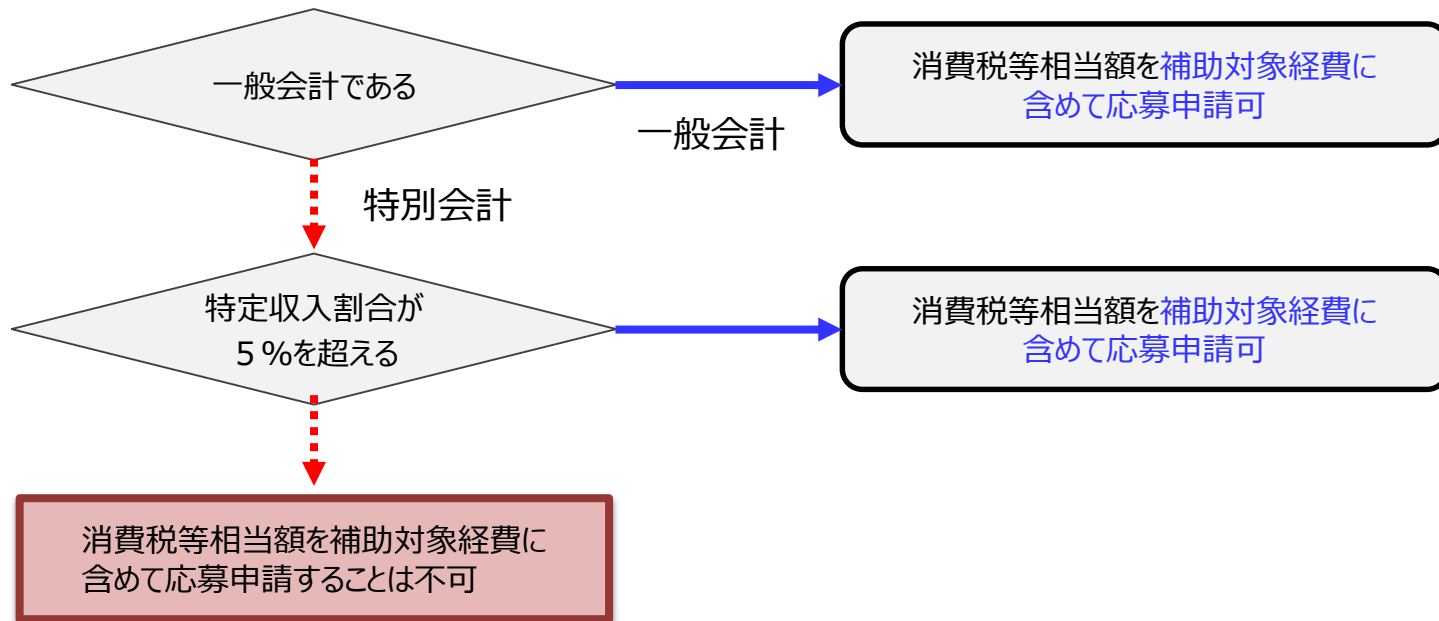 一般会計である
消費税等相当額を補助対象経費に
含めて応募申請可
一般会計
特別会計
特定収入割合が
５%を超える
消費税等相当額を補助対象経費に
含めて応募申請可
消費税等相当額を補助対象経費に
含めて応募申請することは不可